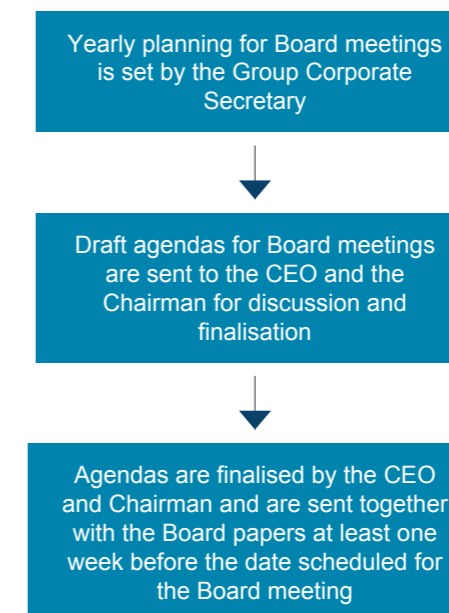 Yearly planning for Board meetings
is set by the Group Corporate
Secretary
Draft agendas for Board meetings
are sent to the CEO and the
Chairman for discussion and
finalisation
Agendas are finalised by the CEO
and Chairman and are sent together
with the Board papers at least one
week before the date scheduled for
the Board meeting